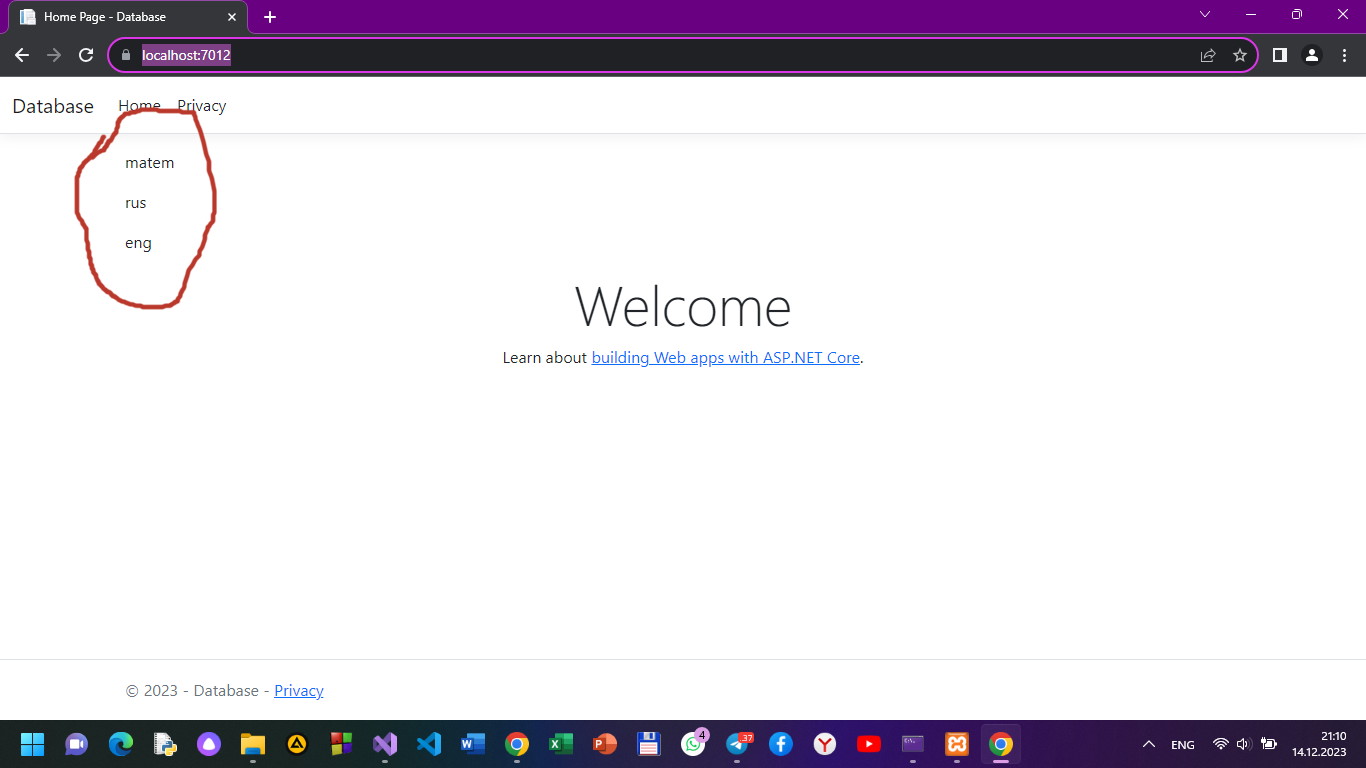 Home Page - Database
localhost:7012
Database Home Privacy
matem
rus
eng
Welcome
Learn about building Web apps with ASP.NET Core.
© 2023 - Database - Privacy
4
37
ENG
21:10
14.12.2023